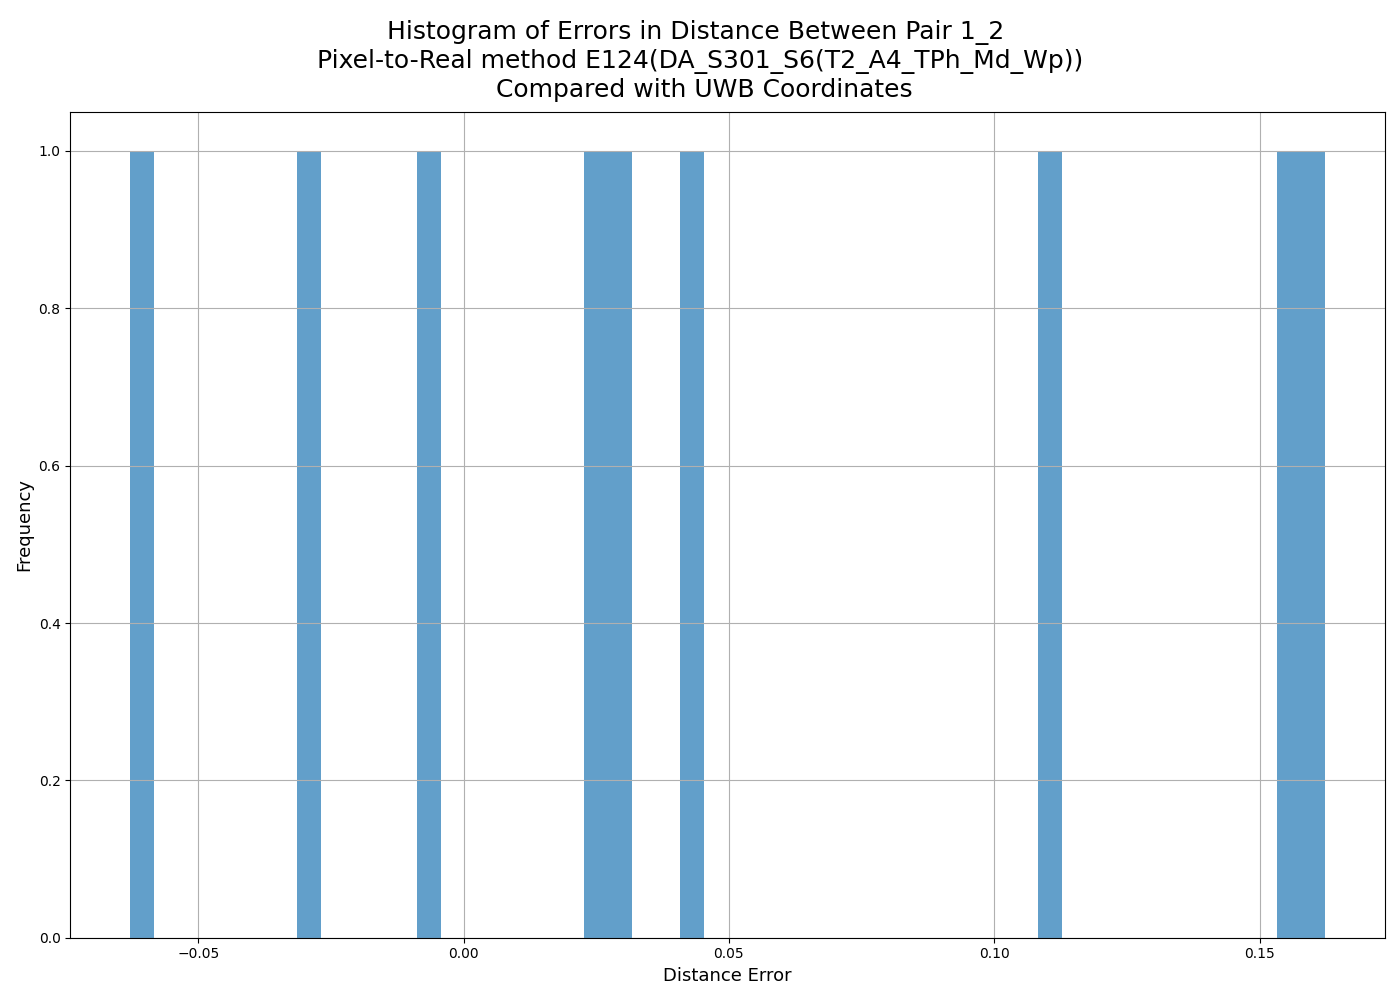 Histogram of Errors in Distance Between Pair 1_2
Pixel-to-Real method E124(DA_S301_S6(T2_A4_TPh_Md_Wp))
Compared with UWB Coordinates
1.0
0.8
0.6
0.4
0.2
0.0
Frequency
−0.05
0.00
0.05
0.10
0.15
Distance Error